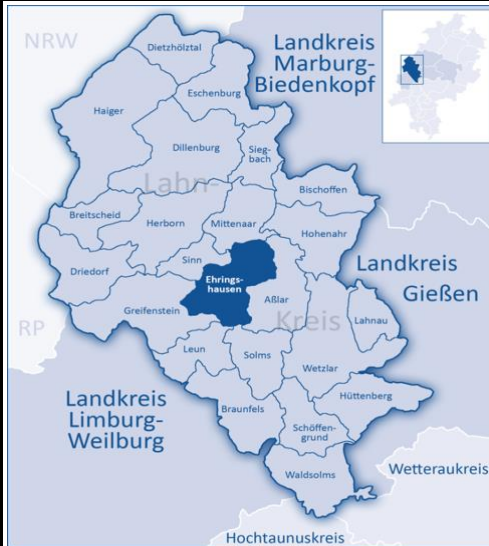 NRW
Dietzhölztal
Landkreis
Marburg-
Biedenkopf
Eschenburg
Haiger
Dillenburg
Sieg-
bach
Lahn-
Bischoffen
Breitscheid
Herborn
Mittenaar
Hohenahr
Sinn
Driedorf
Ehrings-
hausen
Landkreis
Gießen
Aßlar
Greifenstein
Kreis
Lahnau
RP
Leun
Solms
Wetzlar
Landkreis
Limburg-
Weilburg
Braunfels
Hüttenberg
Schöffen-
grund
Waldsolms
Wetteraukreis
Hochtaunuskreis